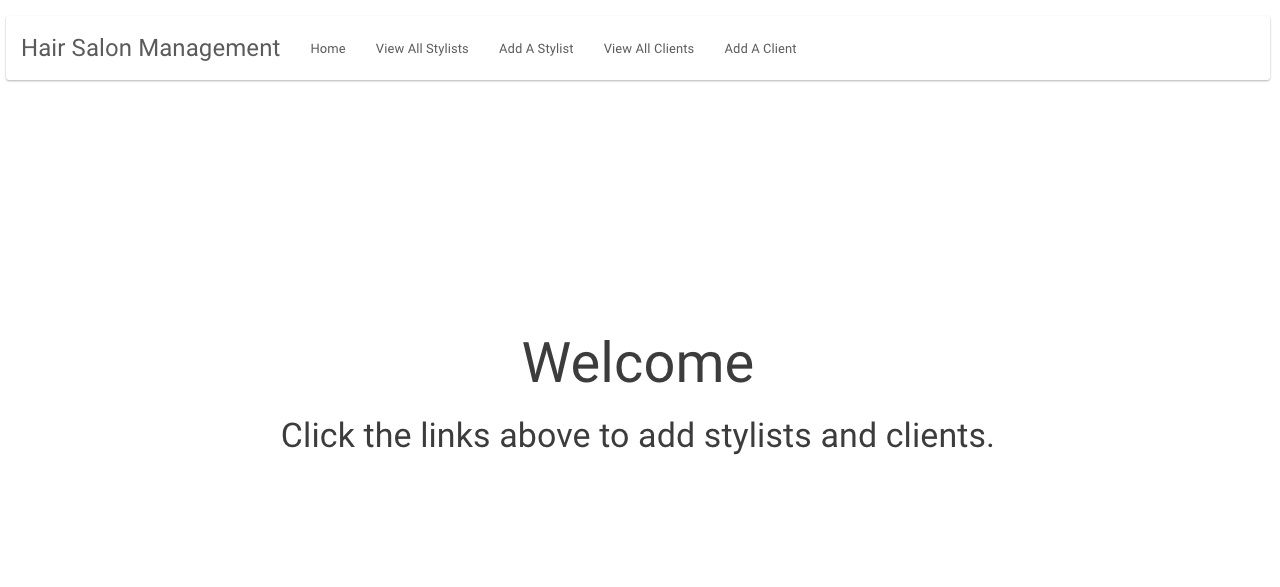 Hair Salon Management Home View All Stylists Add A Stylist View All Clients Add A Client
Welcome
Click the links above to add stylists and clients.